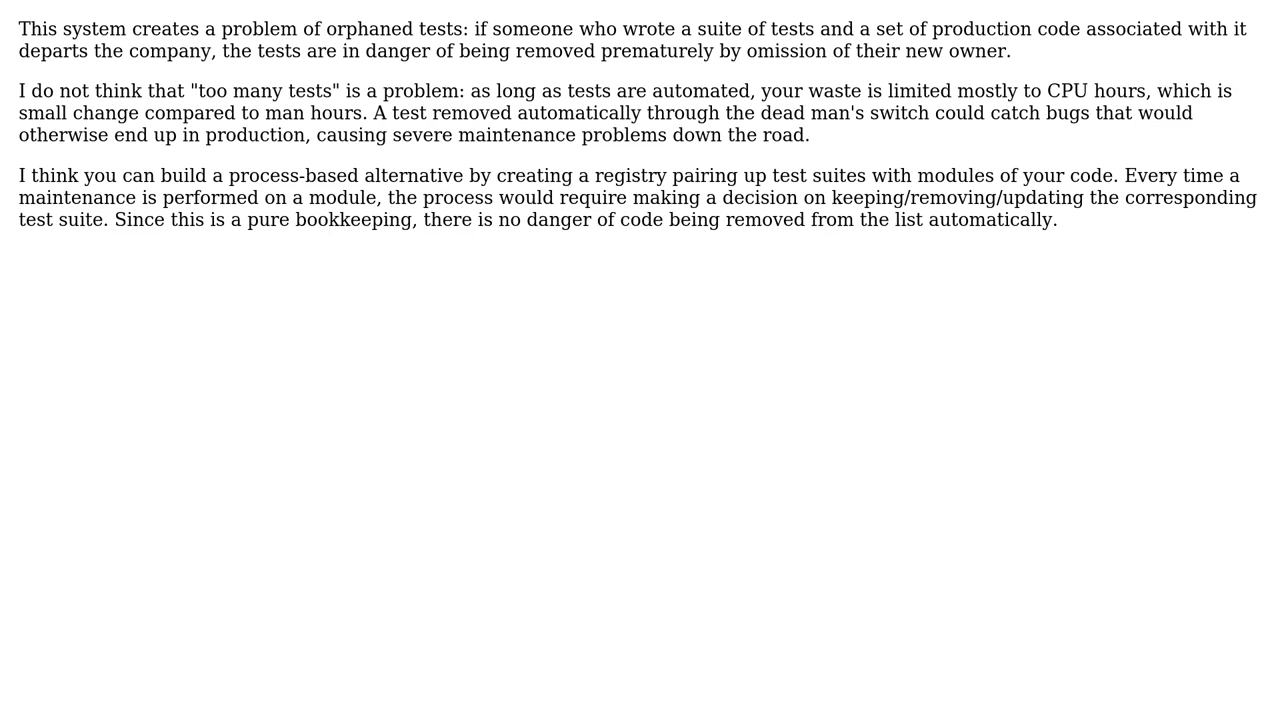 This system creates a problem of orphaned tests: if someone who wrote a suite of tests and a set of production code associated with it
departs the company, the tests are in danger of being removed prematurely by omission of their new owner.
I do not think that "too many tests" is a problem: as long as tests are automated, your waste is limited mostly to CPU hours, which is
small change compared to man hours. A test removed automatically through the dead man's switch could catch bugs that would
otherwise end up in production, causing severe maintenance problems down the road.
I think you can build a process-based alternative by creating a registry pairing up test suites with modules of your code. Every time a
maintenance is performed on a module, the process would require making a decision on keeping/removing/updating the corresponding
test suite. Since this is a pure bookkeeping, there is no danger of code being removed from the list automatically.